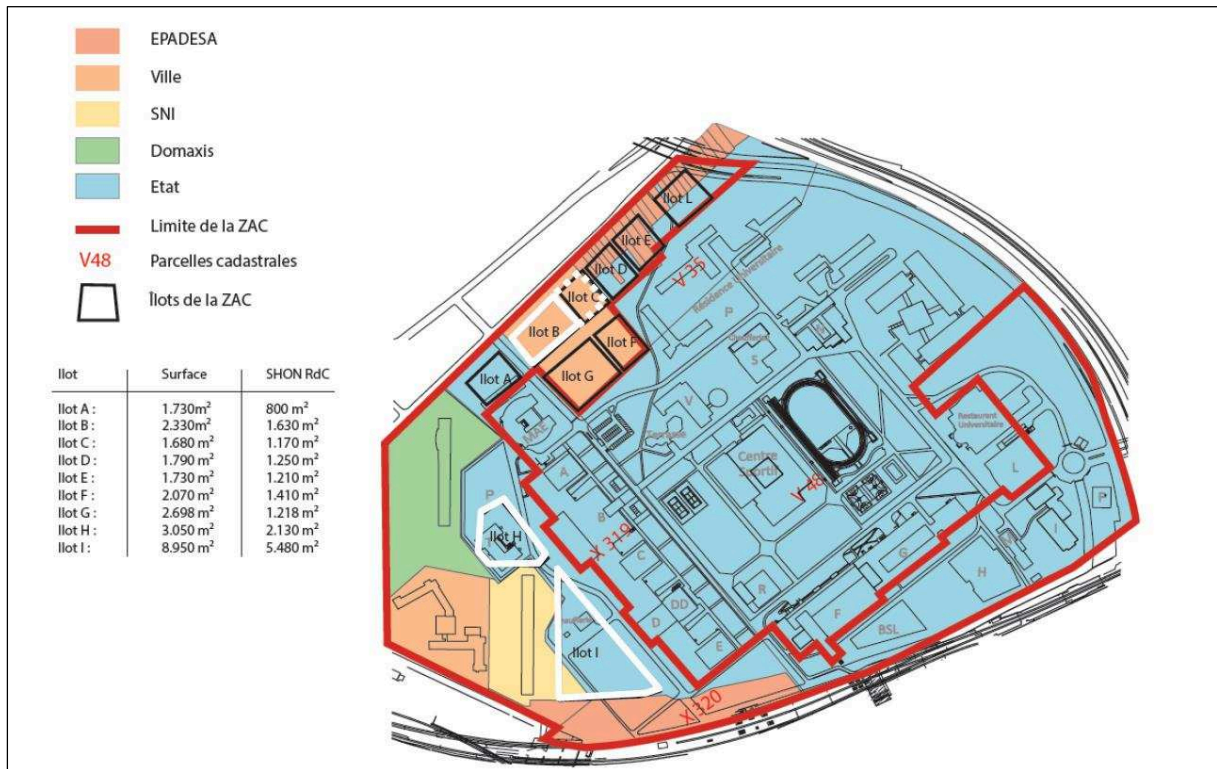 EPADESA
Ville
SNI
Domaxis
Etat
Limite de la ZAC
V48 Parcelles cadastrales
Îlots de la ZAC
Ilot Surface SHON RdC
Ilot A : 1.730m² 800 m²
Ilot B : 2.330m² 1.630 m²
Ilot C : 1.680 m² 1.170 m²
Ilot D : 1.790 m² 1.250 m²
Ilot E : 1.730 m² 1.210 m²
Ilot F : 2.070 m² 1.410 m²
Ilot G : 2.698 m² 1.218 m²
Ilot H : 3.050 m² 2.130 m²
Ilot I : 8.950 m² 5.480 m²
Ilot L
Ilot E
Ilot D
Ilot C
Ilot B
Ilot F
Ilot G
Ilot A
V 35
Résidence Universitaire
P
M
S
V
MAE
A
Centre
Sportif
V 48
Restaurant
Universitaire
L
P
I
P
Ilot H
B
X 319
C
G
H
R
DD
D
F
BSL
E
Ilot I
X 320